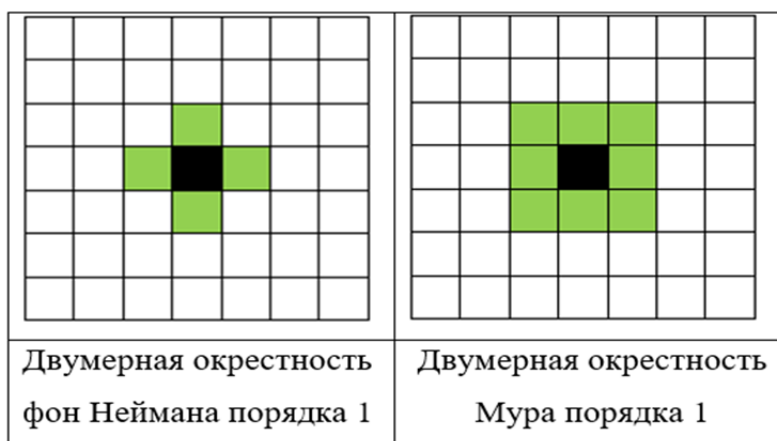 Двумерная окрестность
фон Неймана порядка 1
Двумерная окрестность
Мура порядка 1